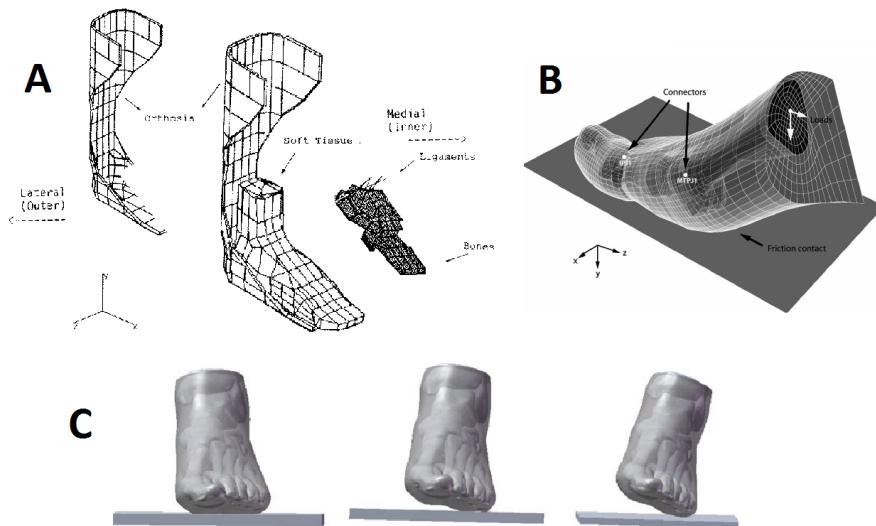 A
Orthosis
Soft Tissue
Medial
(Inner)
Ligaments
Lateral
(Outer)
Bones
y
z
x
B
Connectors
Loads
MTPJ1
Friction contact
x
y
z
C